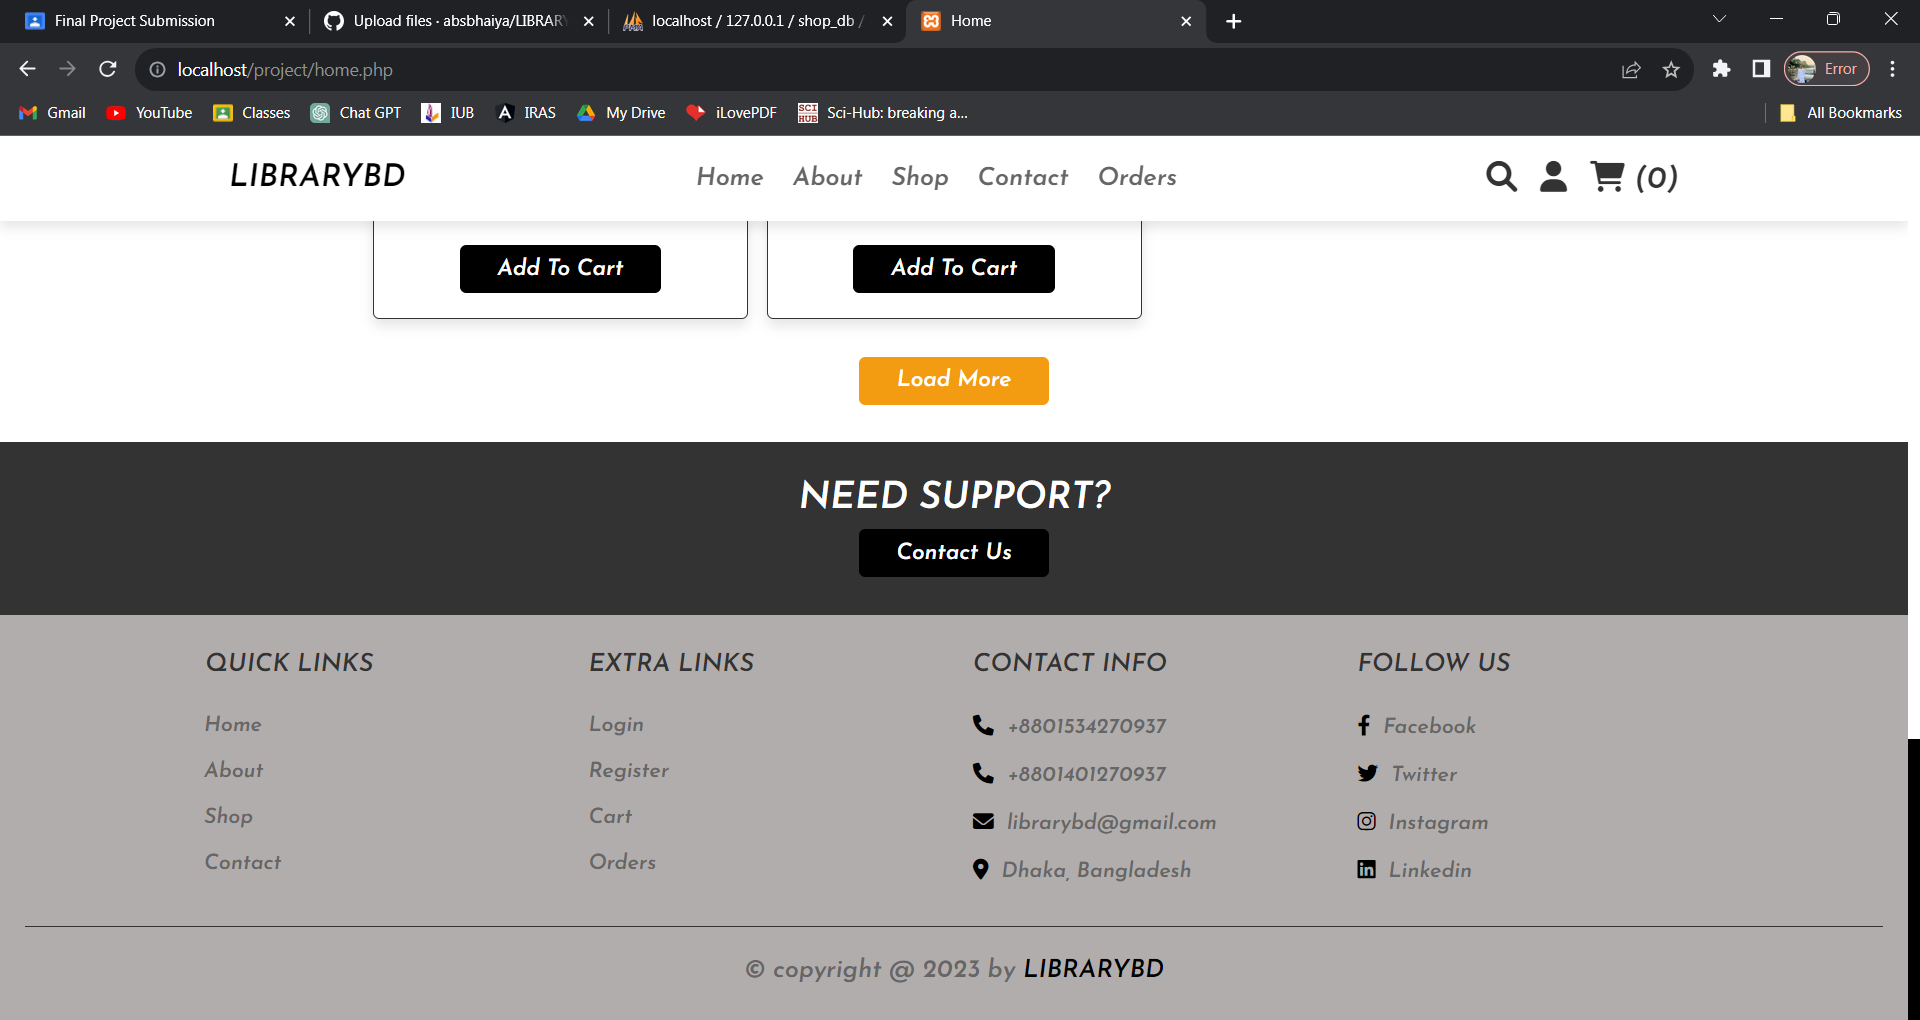 Final Project Submission
Upload files · absbhaiya/LIBRARY
localhost / 127.0.0.1 / shop_db /
Home
localhost/project/home.php
Error
Gmail
YouTube
Classes
Chat GPT
IUB
IRAS
My Drive
iLovePDF
SCI HUB
Sci-Hub: breaking a...
All Bookmarks
LIBRARYBD
Home About Shop Contact Orders
(0)
Add To Cart
Add To Cart
Load More
NEED SUPPORT?
Contact Us
QUICK LINKS
Home
About
Shop
Contact
EXTRA LINKS
Login
Register
Cart
Orders
CONTACT INFO
+8801534270937
+8801401270937
librarybd@gmail.com
Dhaka, Bangladesh
FOLLOW US
Facebook
Twitter
Instagram
Linkedin
© copyright @ 2023 by LIBRARYBD